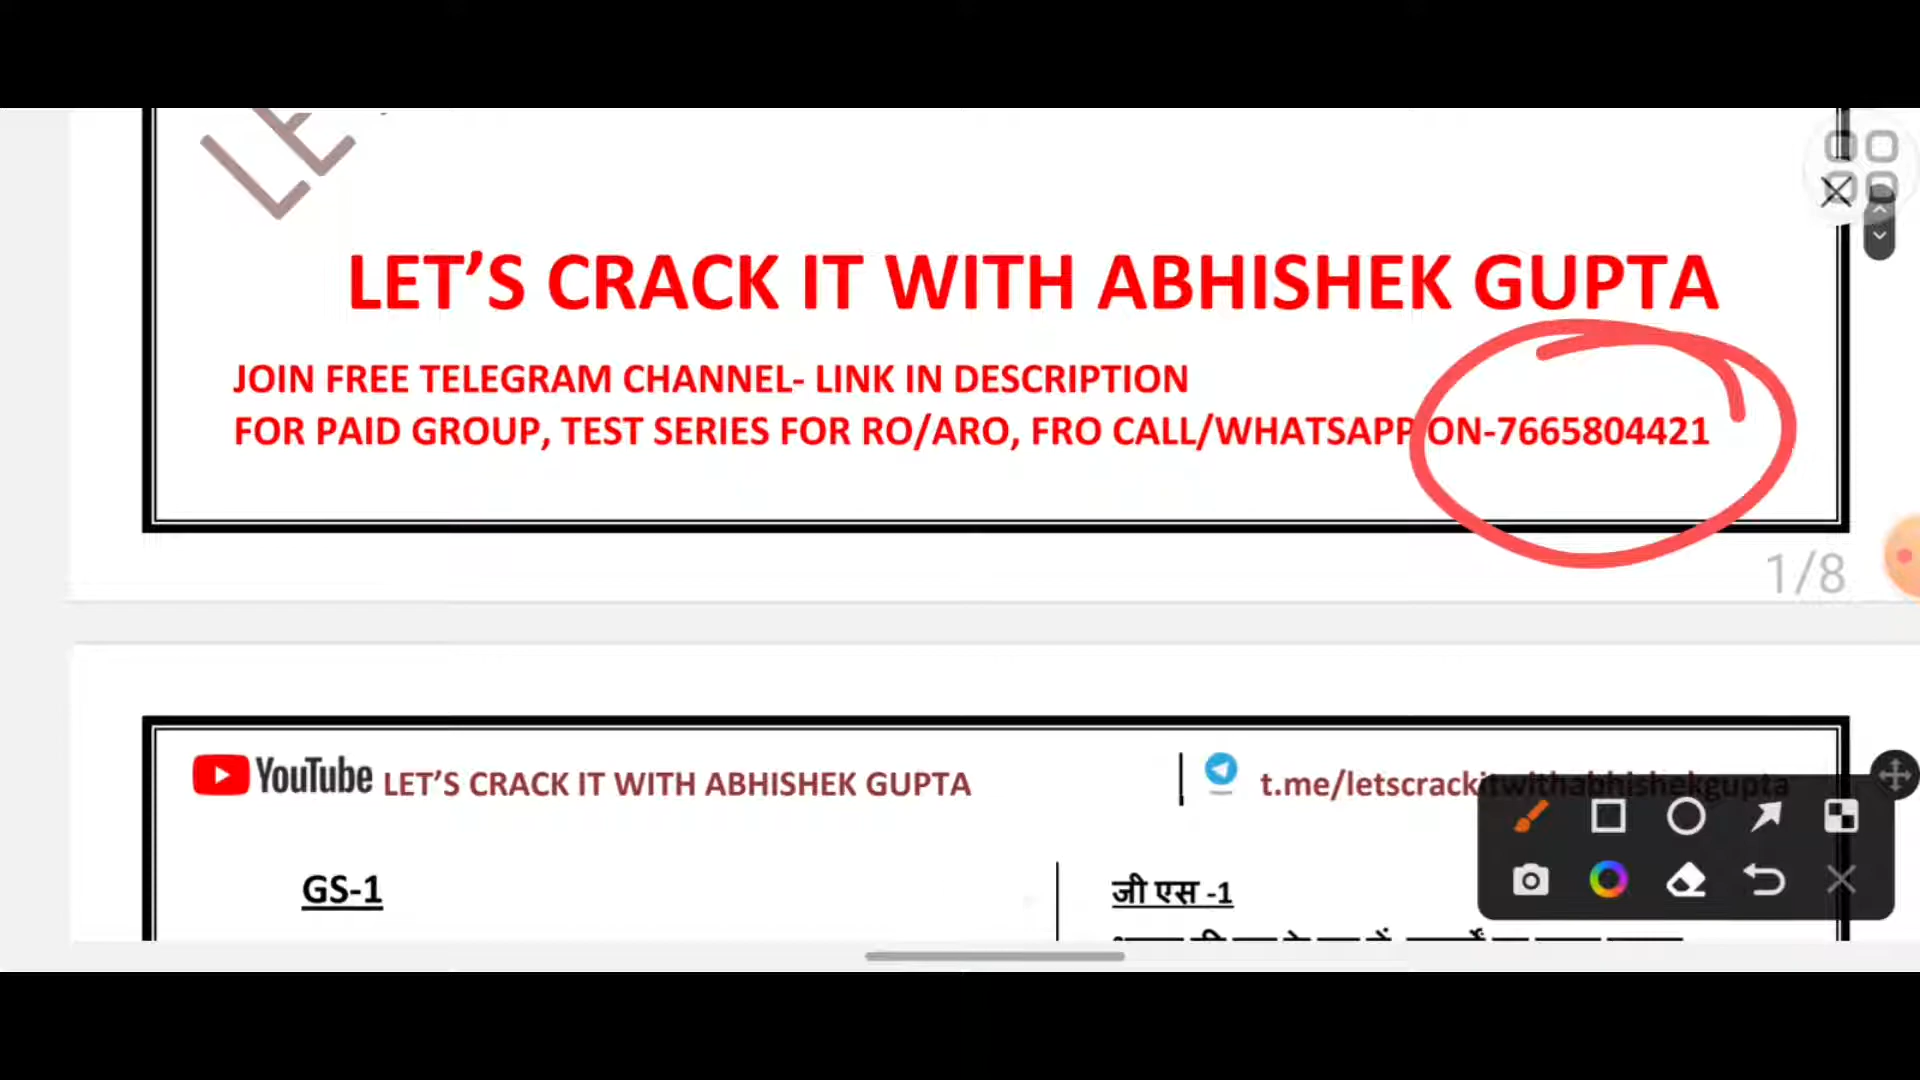 LE
LET’S CRACK IT WITH ABHISHEK GUPTA
JOIN FREE TELEGRAM CHANNEL- LINK IN DESCRIPTION
FOR PAID GROUP, TEST SERIES FOR RO/ARO, FRO CALL/WHATSAPP ON-7665804421
1/8
YouTube LET’S CRACK IT WITH ABHISHEK GUPTA t.me/letscrackitwithabhishekgupta
GS-1
जी एस -1